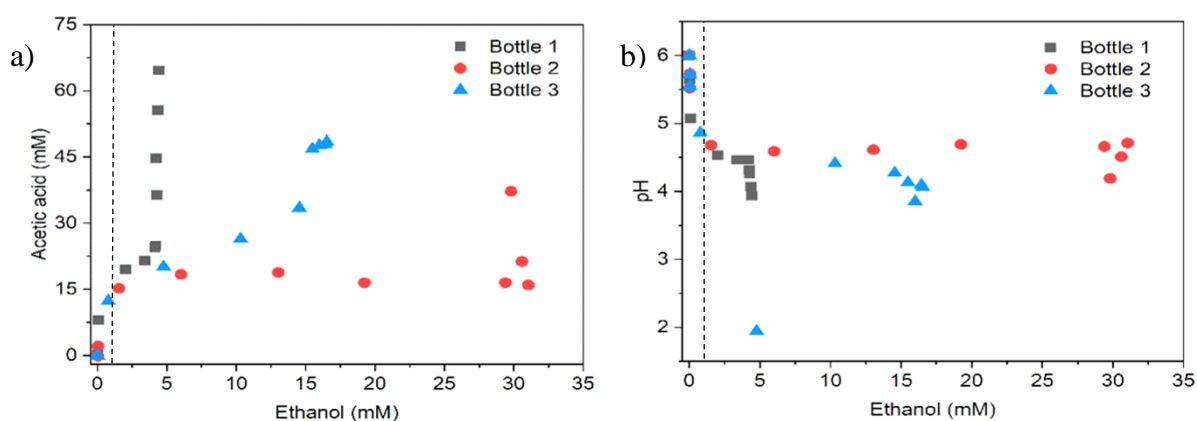 a)
Acetic acid (mM)
75
60
45
30
15
0
Bottle 1
Bottle 2
Bottle 3
0 5 10 15 20 25 30 35
Ethanol (mM)
b)
pH
6
5
4
3
2
Bottle 1
Bottle 2
Bottle 3
0 5 10 15 20 25 30 35
Ethanol (mM)